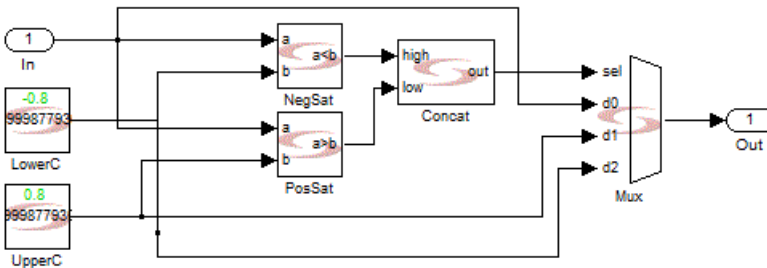 1
In
-0.8
99987793
LowerC
0.8
99987793
UpperC
a
b
a<b
NegSat
a
b
a>b
PosSat
high
low
out
Concat
sel
d0
d1
d2
Mux
1
Out